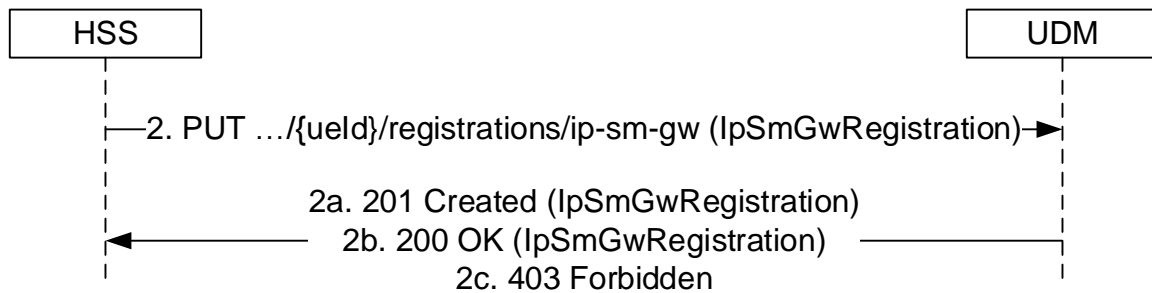 HSS
UDM
2. PUT …/{ueId}/registrations/ip-sm-gw (IpSmGwRegistration)
2a. 201 Created (IpSmGwRegistration)
2b. 200 OK (IpSmGwRegistration)
2c. 403 Forbidden